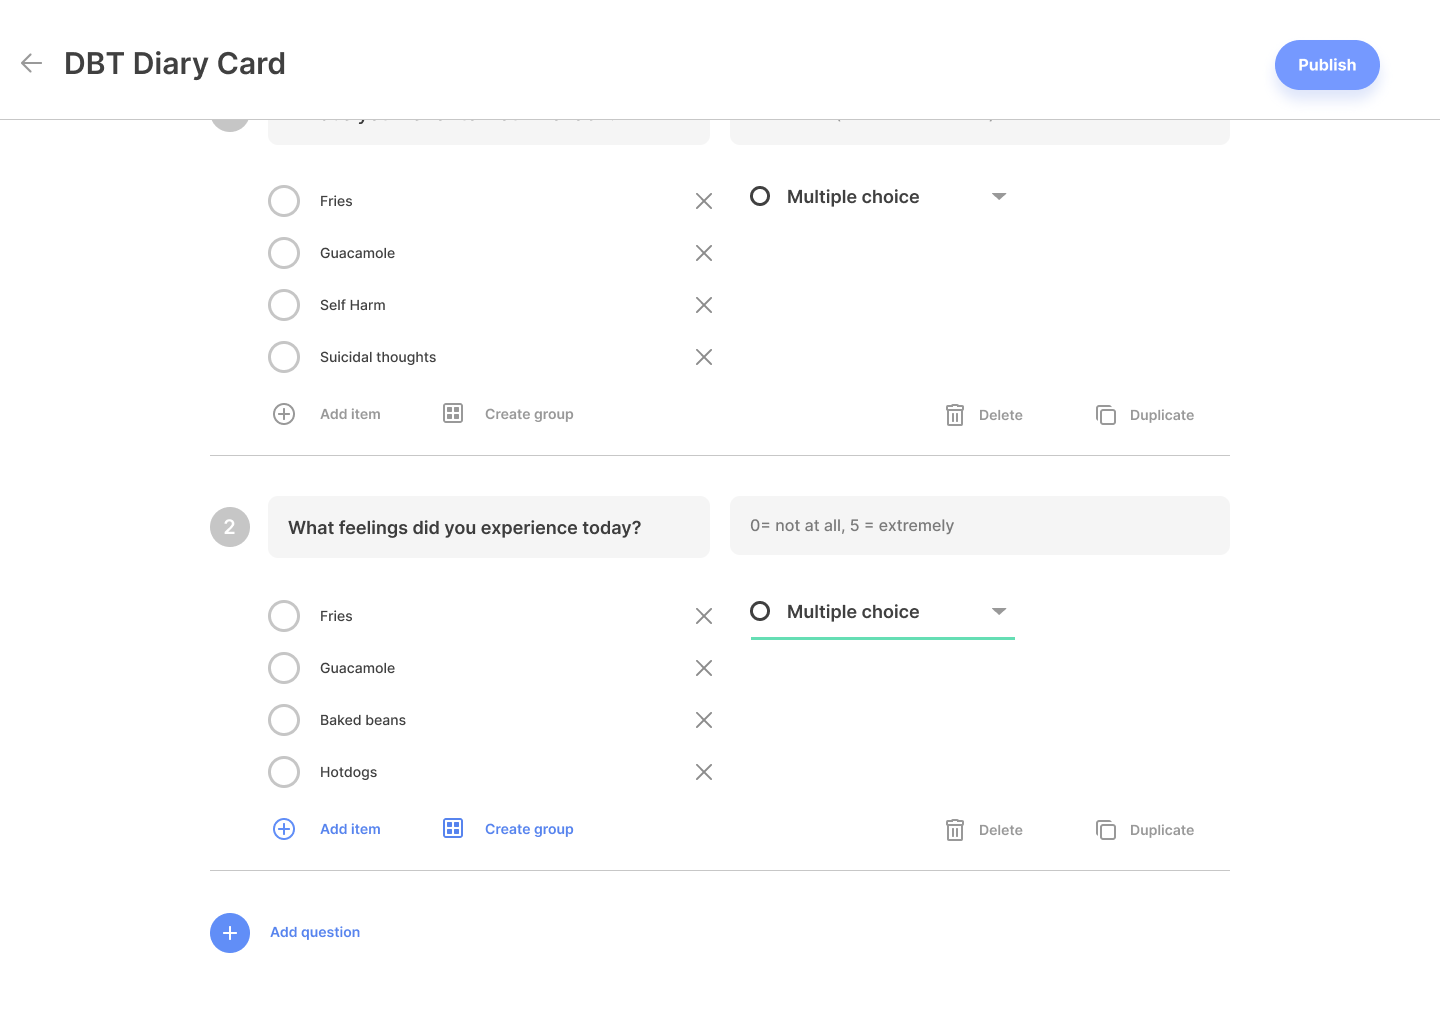 DBT Diary Card
Publish
Fries
Multiple choice
Guacamole
Self Harm
Suicidal thoughts
Add item
Create group
Delete
Duplicate
2
What feelings did you experience today?
0= not at all, 5 = extremely
Fries
Multiple choice
Guacamole
Baked beans
Hotdogs
Add item
Create group
Delete
Duplicate
Add question